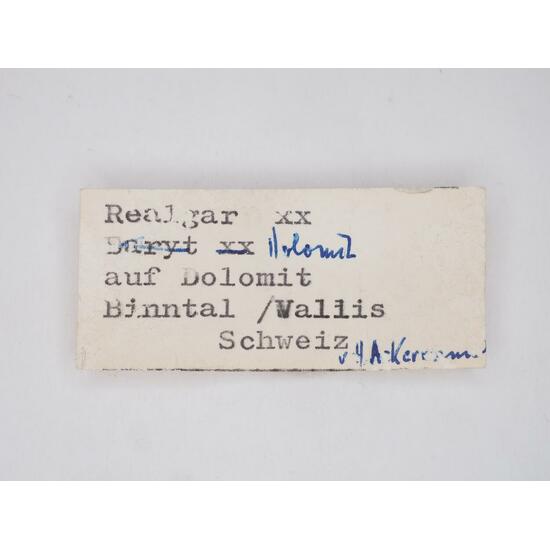 Realgar xx
Baryt xx Dolomit
auf Dolomit
Binntal /Wallis
Schweiz